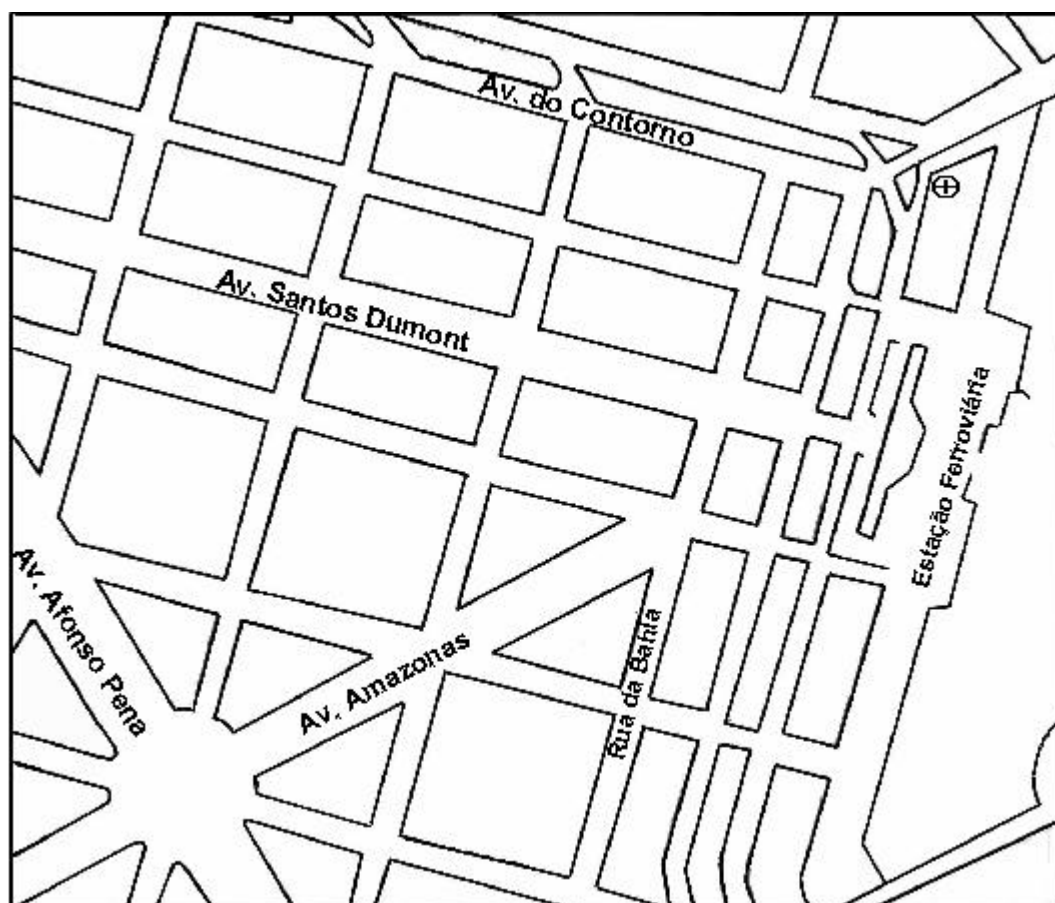 Av. do Contorno
Av. Santos Dumont
Estação Ferroviária
Av. Afonso Pena
Av. Amazonas
Rua da Bahia